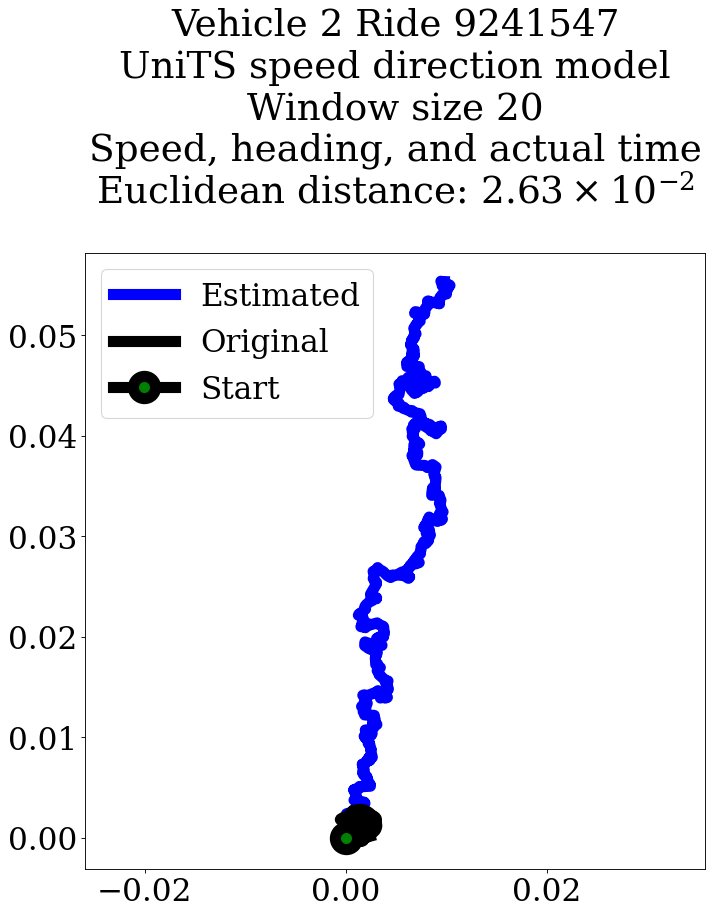 Vehicle 2 Ride 9241547
UniTS speed direction model
Window size 20
Speed, heading, and actual time
Euclidean distance: 2.63 × 10⁻²
Estimated
Original
Start
0.05
0.04
0.03
0.02
0.01
0.00
−0.02 0.00 0.02